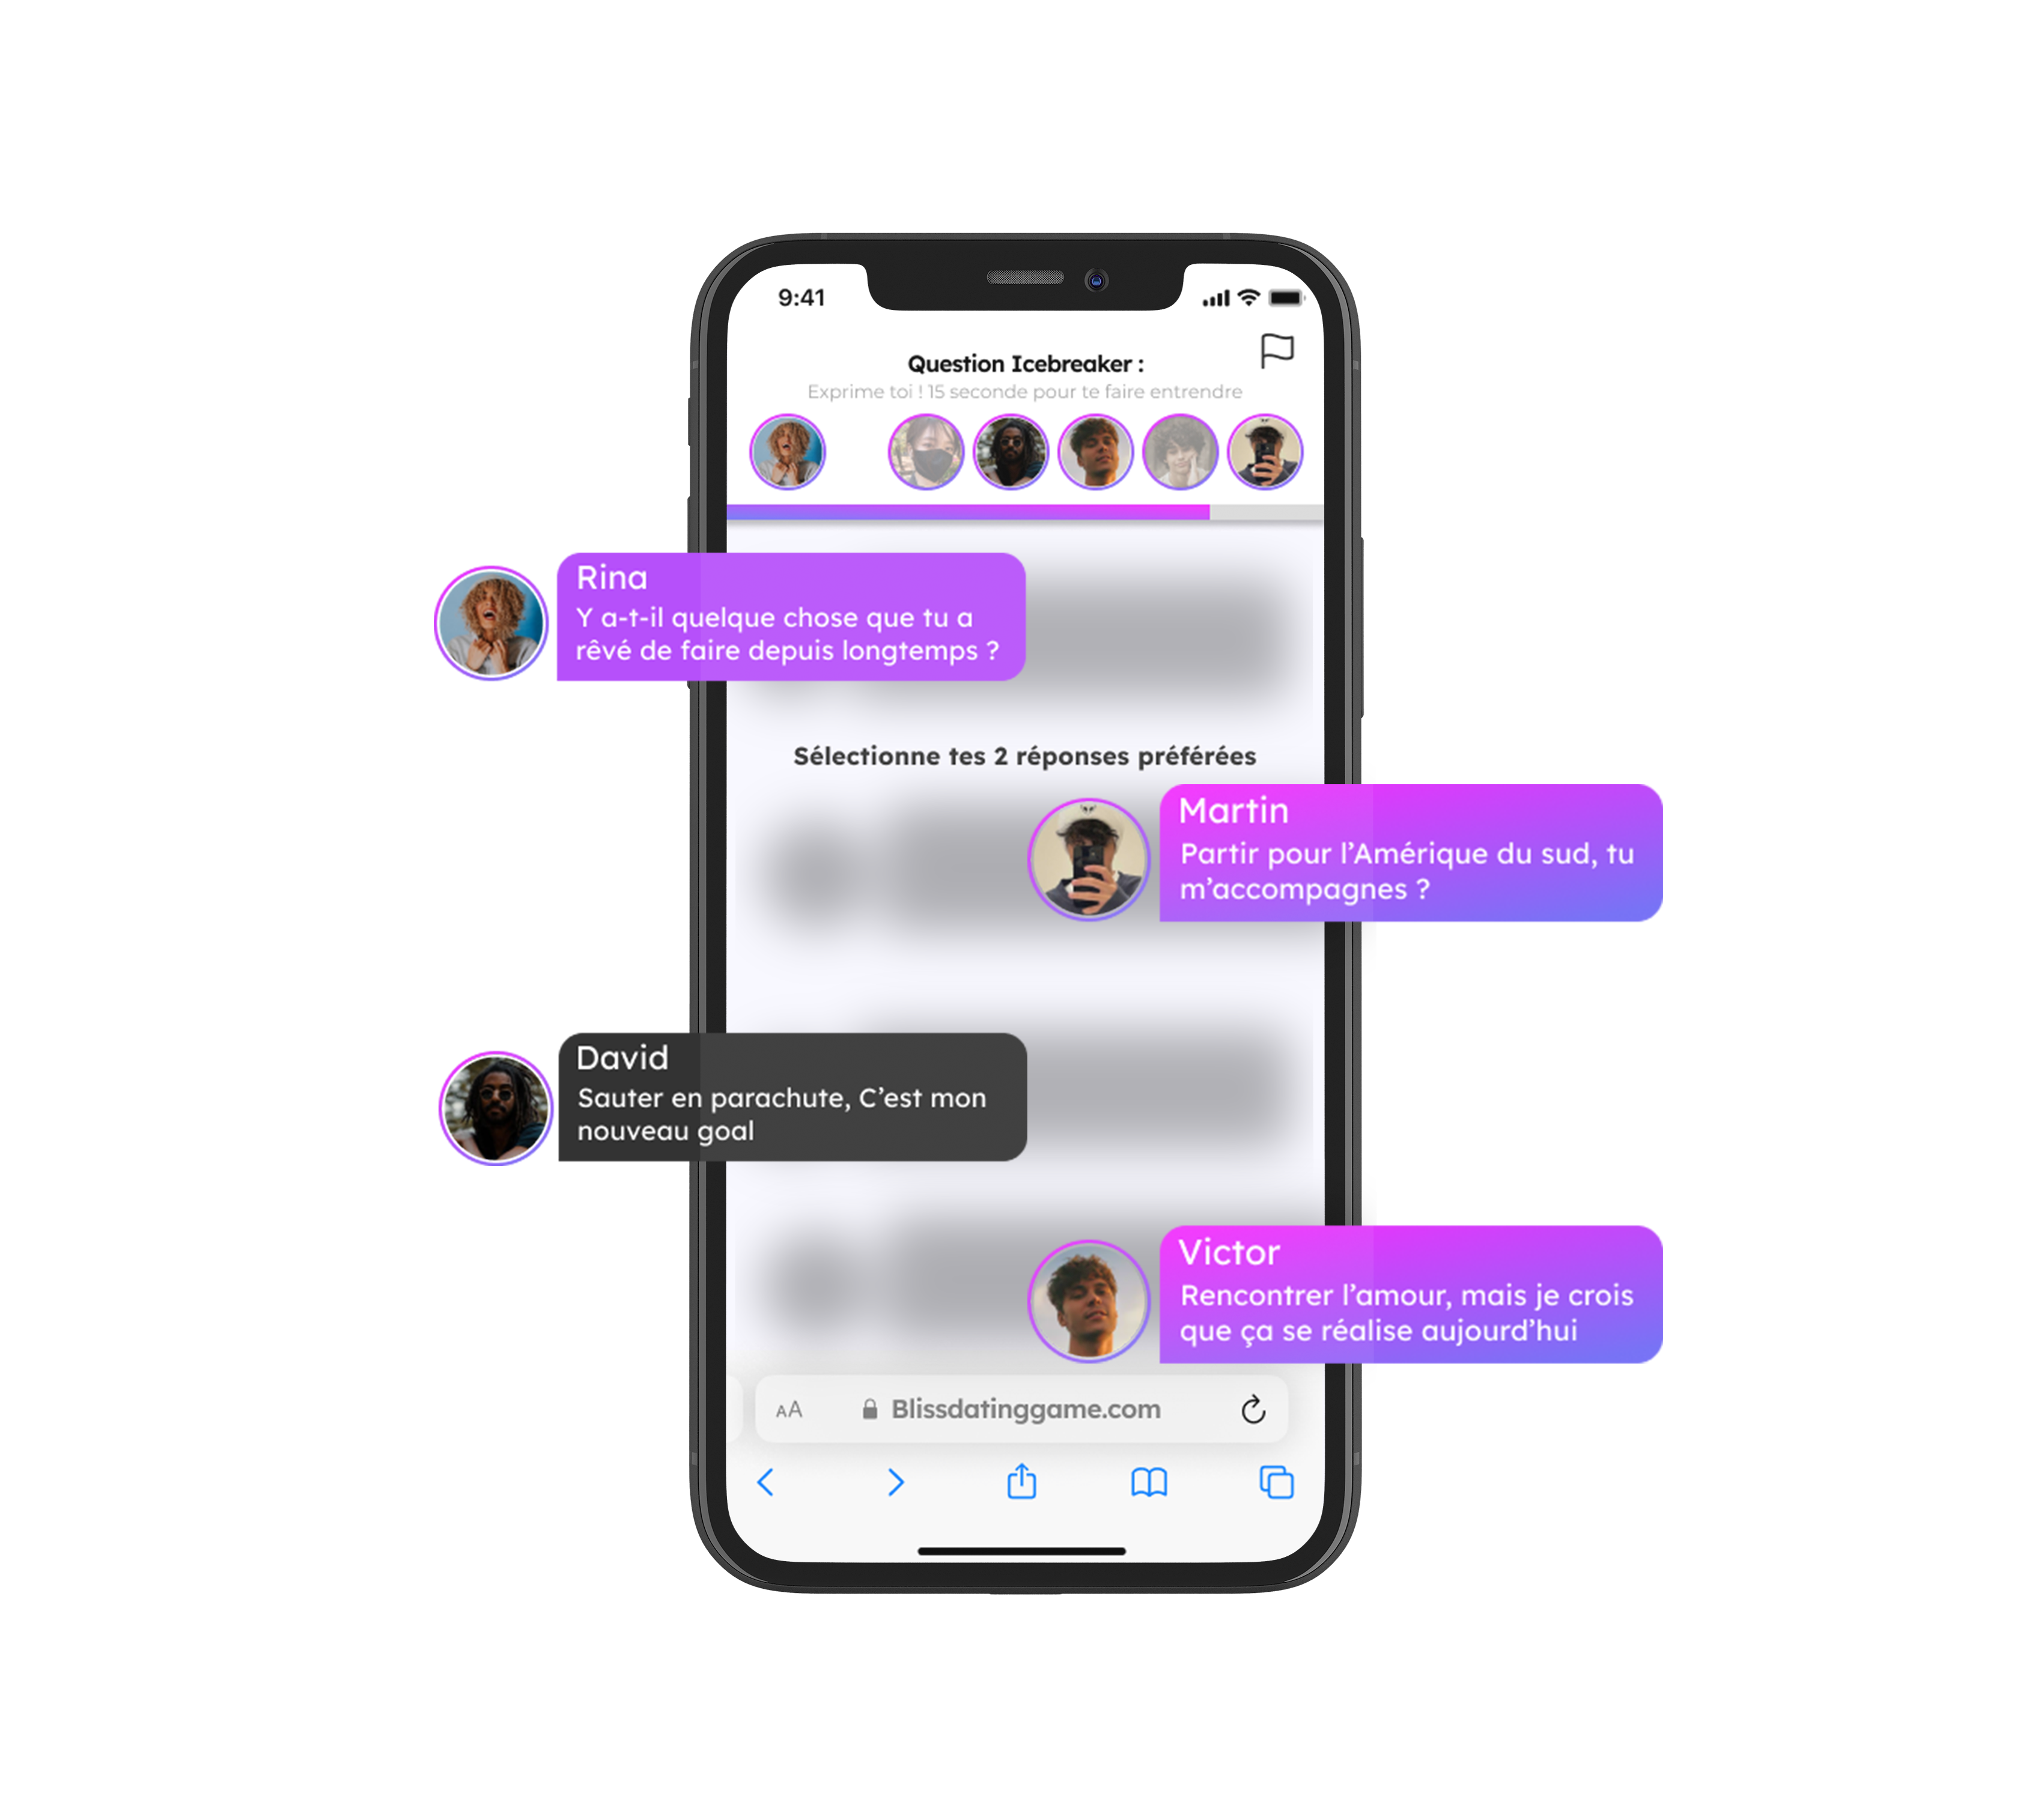 9:41
Question Icebreaker :
Exprime toi ! 15 seconde pour te faire entrendre
Rina
Y a-t-il quelque chose que tu a
rêvé de faire depuis longtemps ?
Sélectionne tes 2 réponses préférées
Martin
Partir pour l’Amérique du sud, tu
m’accompagnes ?
David
Sauter en parachute, C’est mon
nouveau goal
Victor
Rencontrer l’amour, mais je crois
que ça se réalise aujourd’hui
AA Blissdatinggame.com